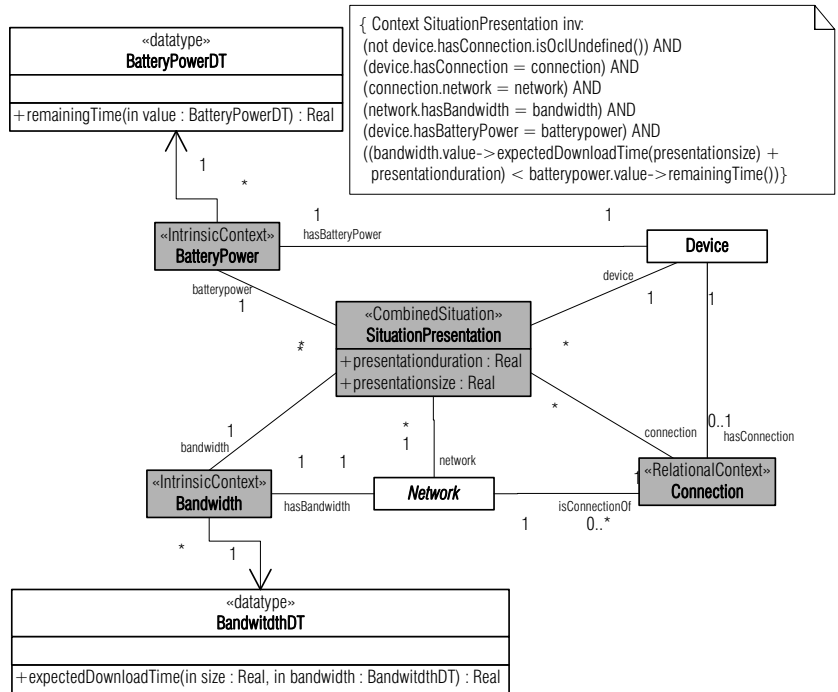 { Context SituationPresentation inv:
(not device.hasConnection.isOclUndefined()) AND
(device.hasConnection = connection) AND
(connection.network = network) AND
(network.hasBandwidth = bandwidth) AND
(device.hasBatteryPower = batterypower) AND
((bandwidth.value->expectedDownloadTime(presentationsize) +
presentationduration) < batterypower.value->remainingTime())}
«datatype»
BatteryPowerDT
+remainingTime(in value : BatteryPowerDT) : Real
1
*
1
1
hasBatteryPower
«IntrinsicContext»
BatteryPower
Device
batterypower
1
device
1
1
«CombinedSituation»
SituationPresentation
+presentationduration : Real
+presentationsize : Real
*
*
*
*
*
1
bandwidth
1
network
connection
0..1
hasConnection
«IntrinsicContext»
Bandwidth
1
1
hasBandwidth
Network
1
isConnectionOf
0..*
1
«RelationalContext»
Connection
*
1
«datatype»
BandwitdthDT
+expectedDownloadTime(in size : Real, in bandwidth : BandwitdthDT) : Real